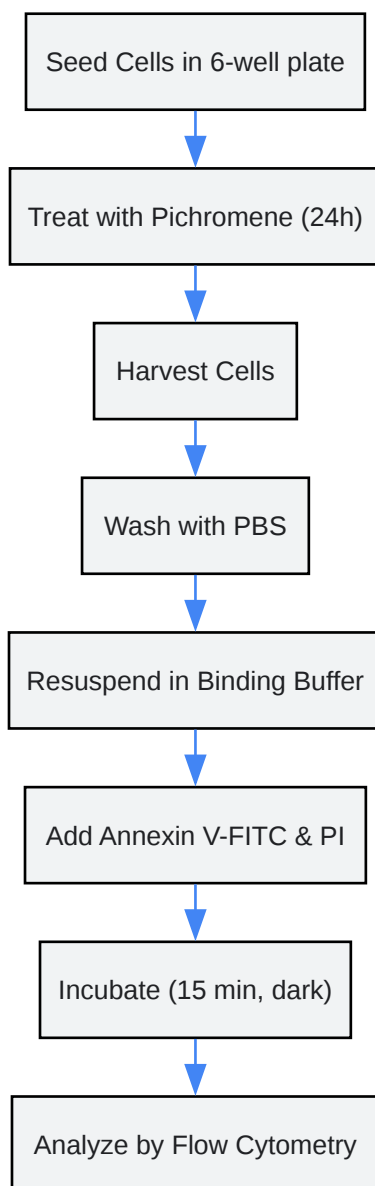 Seed Cells in 6-well plate
Treat with Pichromene (24h)
Harvest Cells
Wash with PBS
Resuspend in Binding Buffer
Add Annexin V-FITC & PI
Incubate (15 min, dark)
Analyze by Flow Cytometry